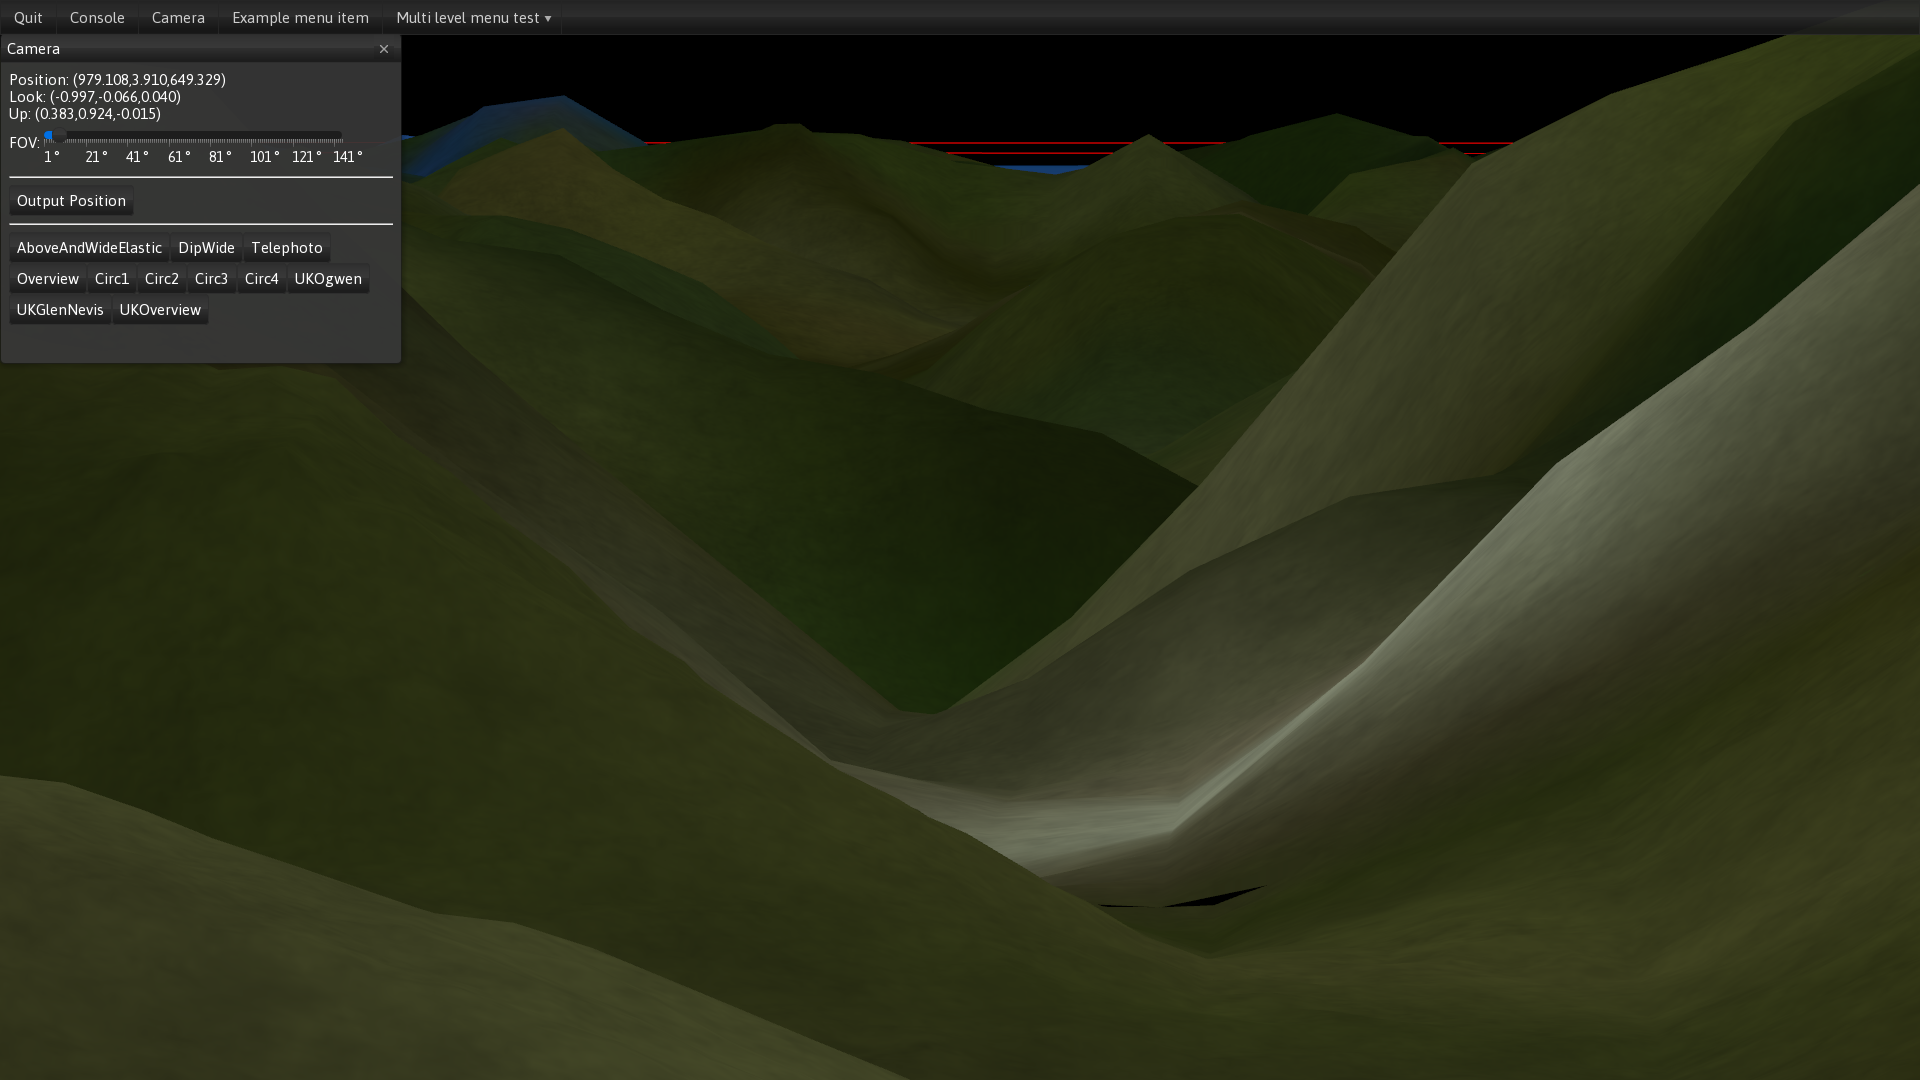 Quit Console Camera Example menu item Multi level menu test ▾
Camera ×
Position: (979.108,3.910,649.329)
Look: (-0.997,-0.066,0.040)
Up: (0.383,0.924,-0.015)
FOV:
1° 21° 41° 61° 81° 101° 121° 141°
Output Position
AboveAndWideElastic DipWide Telephoto
Overview Circ1 Circ2 Circ3 Circ4 UKOgwen
UKGlenNevis UKOverview